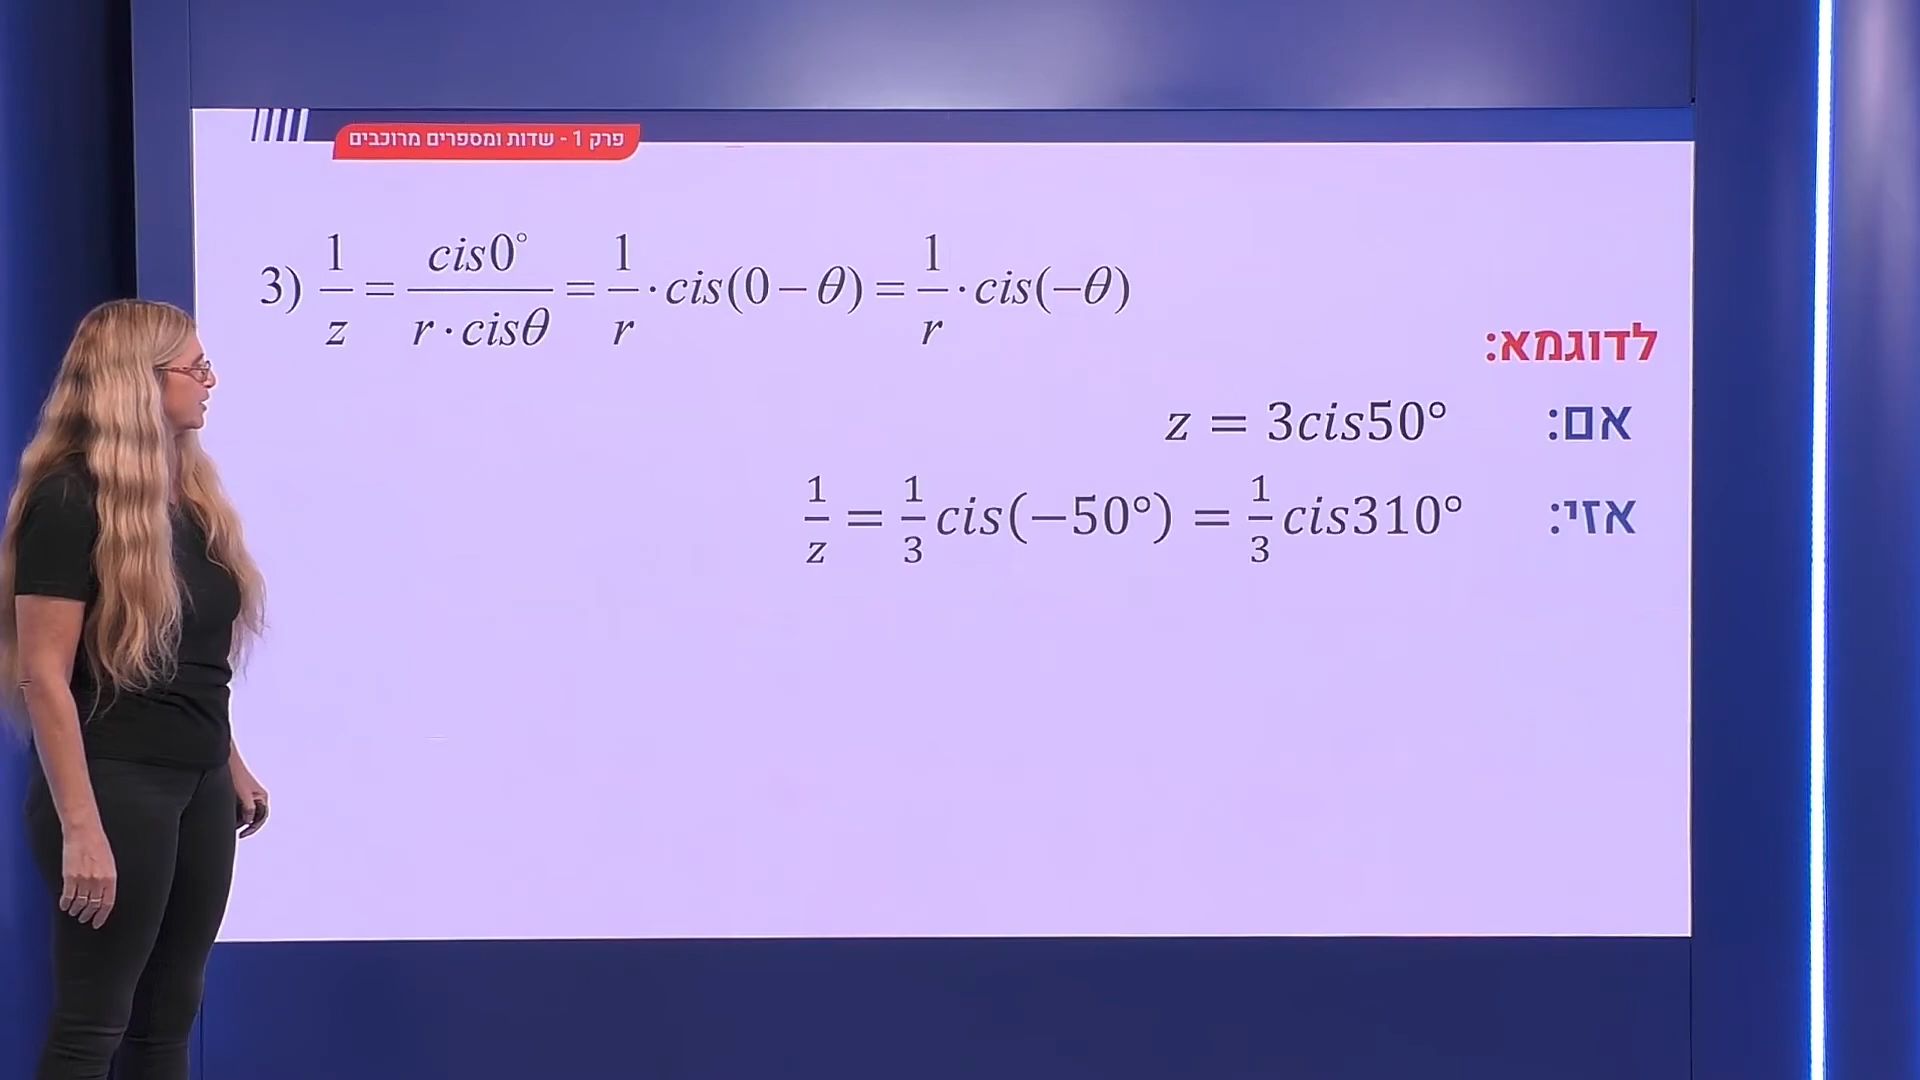 פרק 1 - שדות ומספרים מרוכבים
3) 1/z = cis0°/(r · cisθ) = 1/r · cis(0 − θ) = 1/r · cis(−θ)
לדוגמא:
אם: z = 3cis50°
אזי: 1/z = 1/3 cis(−50°) = 1/3 cis310°